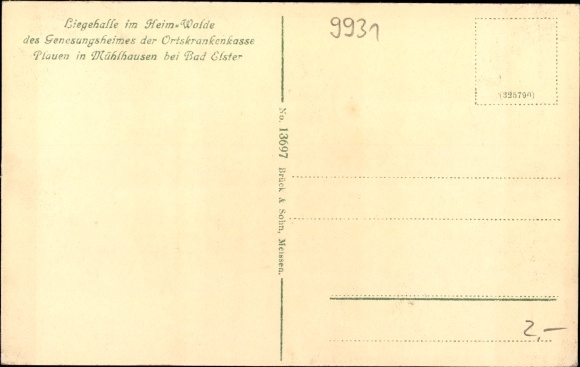 Liegehalle im Heim=Walde
des Genesungsheimes der Ortskrankenkasse
Plauen in Mühlhausen bei Bad Elster
9931
(325790)
No. 13697 Brück & Sohn, Meissen.
2,-